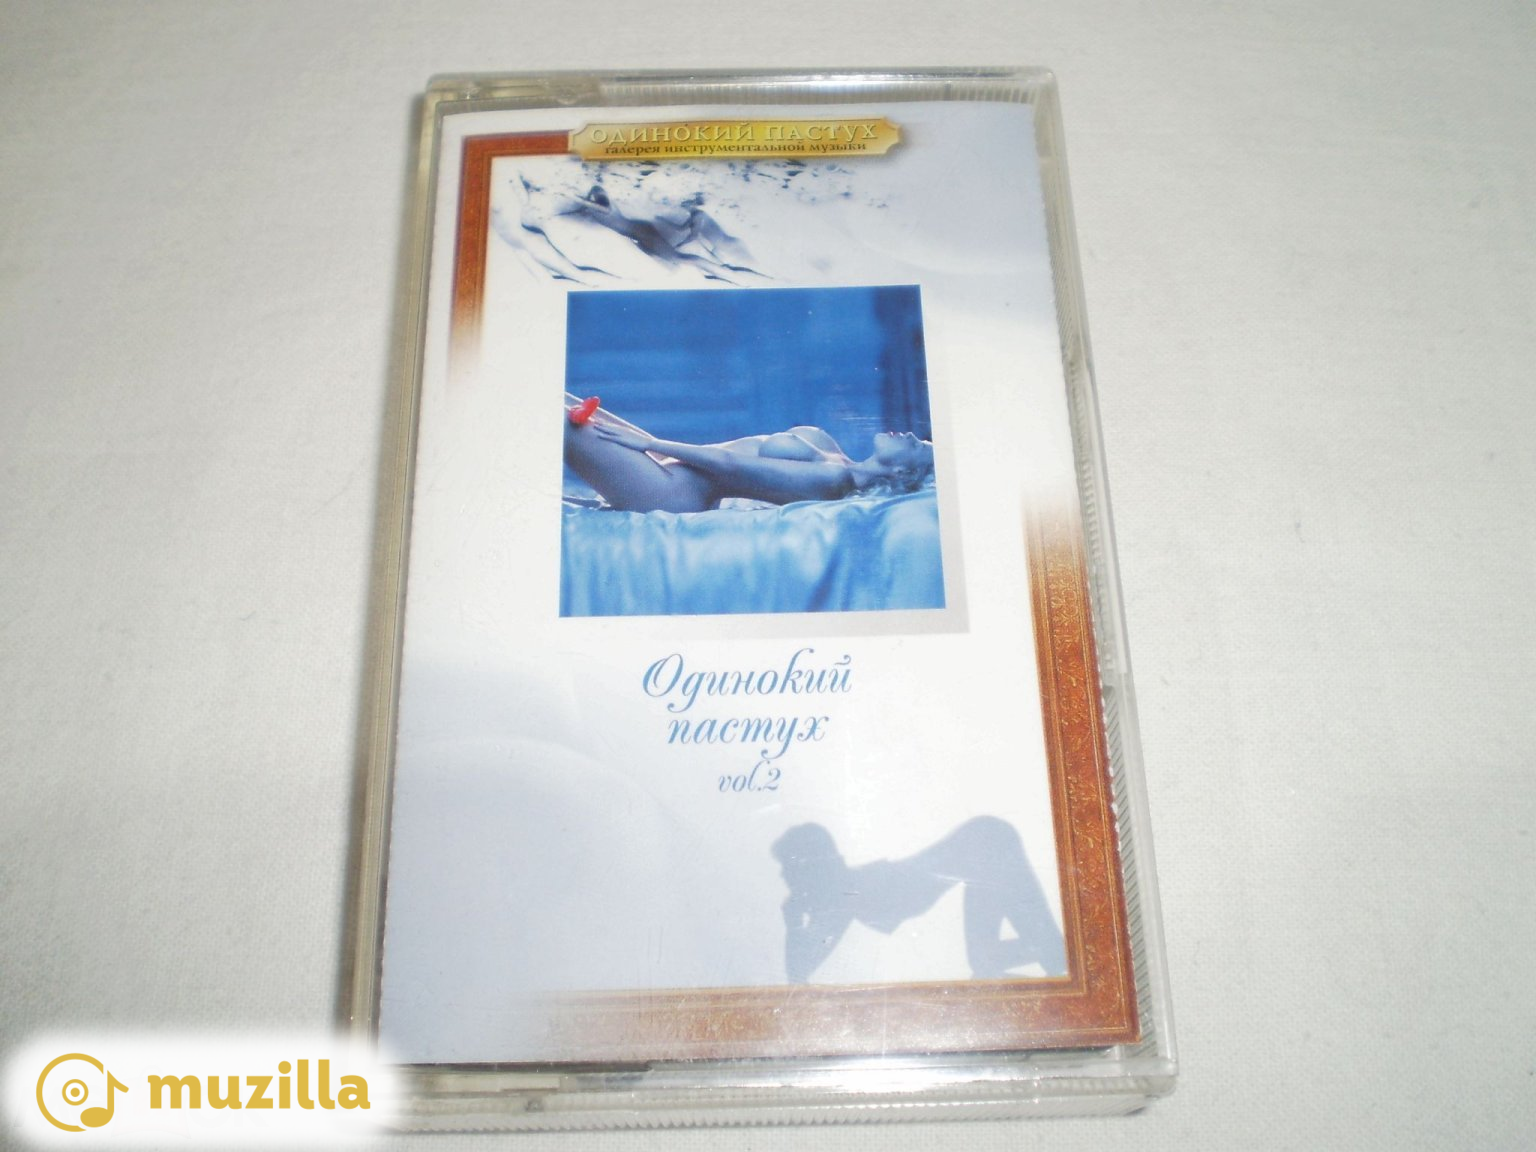 ОДИНОКИЙ ПАСТУХ
галерея инструментальной музыки
Одинокий
пастух
vol.2
muzilla